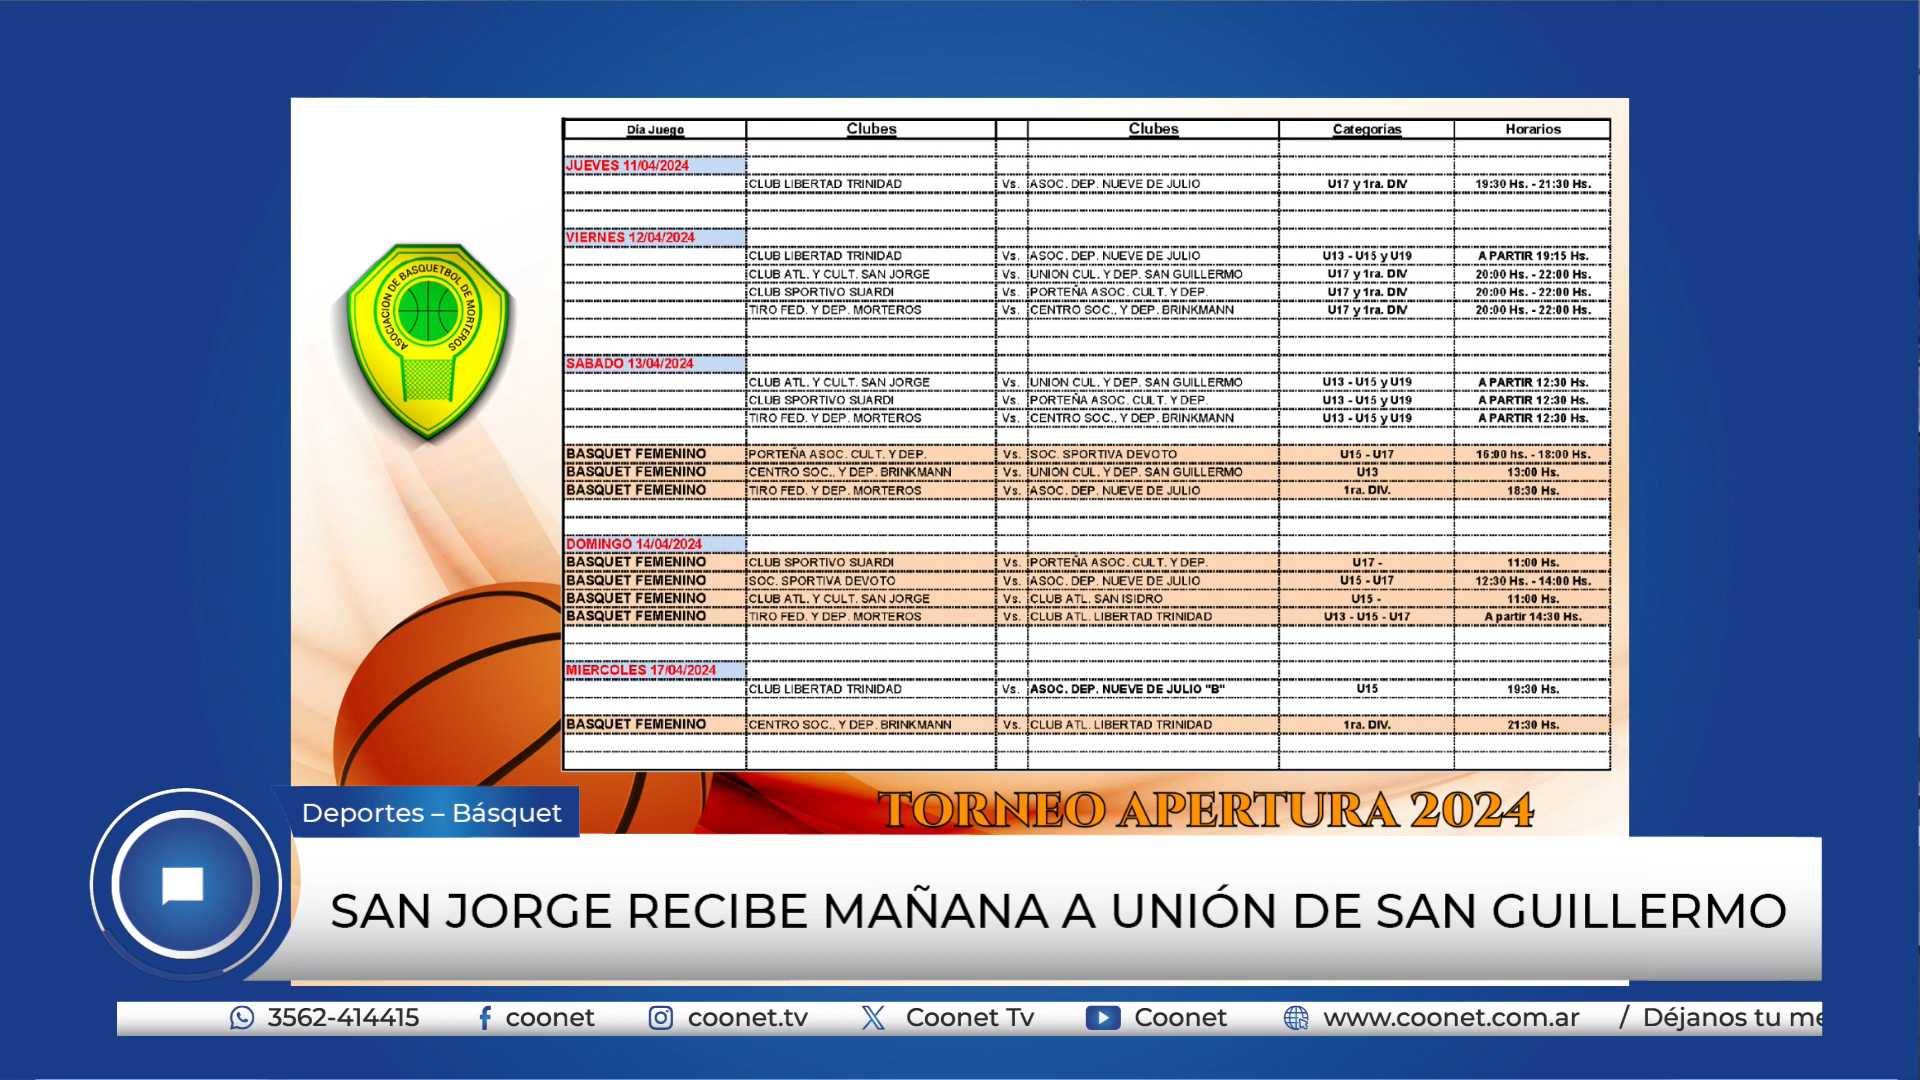 Día Juego Clubes Clubes Categorías Horarios
JUEVES 11/04/2024
CLUB LIBERTAD TRINIDAD Vs. ASOC. DEP. NUEVE DE JULIO U17 y 1ra. DIV 19:30 Hs. - 21:30 Hs.
VIERNES 12/04/2024
CLUB LIBERTAD TRINIDAD Vs. ASOC. DEP. NUEVE DE JULIO U13 - U15 y U19 A PARTIR 19:15 Hs.
CLUB ATL. Y CULT. SAN JORGE Vs. UNION CUL. Y DEP. SAN GUILLERMO U17 y 1ra. DIV 20:00 Hs. - 22:00 Hs.
CLUB SPORTIVO SUARDI Vs. PORTEÑA ASOC. CULT. Y DEP. U17 y 1ra. DIV 20:00 Hs. - 22:00 Hs.
TIRO FED. Y DEP. MORTEROS Vs. CENTRO SOC., Y DEP. BRINKMANN U17 y 1ra. DIV 20:00 Hs. - 22:00 Hs.
SABADO 13/04/2024
CLUB ATL. Y CULT. SAN JORGE Vs. UNION CUL. Y DEP. SAN GUILLERMO U13 - U15 y U19 A PARTIR 12:30 Hs.
CLUB SPORTIVO SUARDI Vs. PORTEÑA ASOC. CULT. Y DEP. U13 - U15 y U19 A PARTIR 12:30 Hs.
TIRO FED. Y DEP. MORTEROS Vs. CENTRO SOC., Y DEP. BRINKMANN U13 - U15 y U19 A PARTIR 12:30 Hs.
BASQUET FEMENINO PORTEÑA ASOC. CULT. Y DEP. Vs. SOC. SPORTIVA DEVOTO U15 - U17 16:00 hs. - 18:00 Hs.
BASQUET FEMENINO CENTRO SOC., Y DEP. BRINKMANN Vs. UNION CUL. Y DEP. SAN GUILLERMO U13 13:00 Hs.
BASQUET FEMENINO TIRO FED. Y DEP. MORTEROS Vs. ASOC. DEP. NUEVE DE JULIO 1ra. DIV. 18:30 Hs.
DOMINGO 14/04/2024
BASQUET FEMENINO CLUB SPORTIVO SUARDI Vs. PORTEÑA ASOC. CULT. Y DEP. U17 - 11:00 Hs.
BASQUET FEMENINO SOC. SPORTIVA DEVOTO Vs. ASOC. DEP. NUEVE DE JULIO U15 - U17 12:30 Hs. - 14:00 Hs.
BASQUET FEMENINO CLUB ATL. Y CULT. SAN JORGE Vs. CLUB ATL. SAN ISIDRO U15 - 11:00 Hs.
BASQUET FEMENINO TIRO FED. Y DEP. MORTEROS Vs. CLUB ATL. LIBERTAD TRINIDAD U13 - U15 - U17 A partir 14:30 Hs.
MIERCOLES 17/04/2024
CLUB LIBERTAD TRINIDAD Vs. ASOC. DEP. NUEVE DE JULIO "B" U15 19:30 Hs.
BASQUET FEMENINO CENTRO SOC., Y DEP. BRINKMANN Vs. CLUB ATL. LIBERTAD TRINIDAD 1ra. DIV. 21:30 Hs.
ASOCIACION DE BASQUETBOL DE MORTEROS
TORNEO APERTURA 2024
Deportes – Básquet
SAN JORGE RECIBE MAÑANA A UNIÓN DE SAN GUILLERMO
3562-414415 coonet coonet.tv Coonet Tv Coonet www.coonet.com.ar / Déjanos tu me